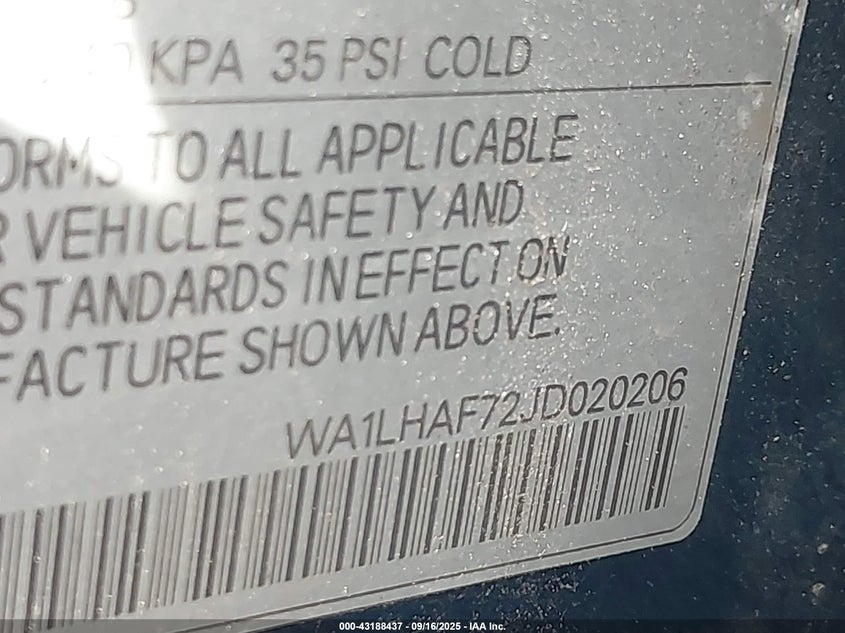 KPA 35 PSI COLD
TO ALL APPLICABLE
VEHICLE SAFETY AND
STANDARDS IN EFFECT ON
FACTURE SHOWN ABOVE.
WA1LHAF72JD020206
000-43188437 - 09/16/2025 - IAA Inc.